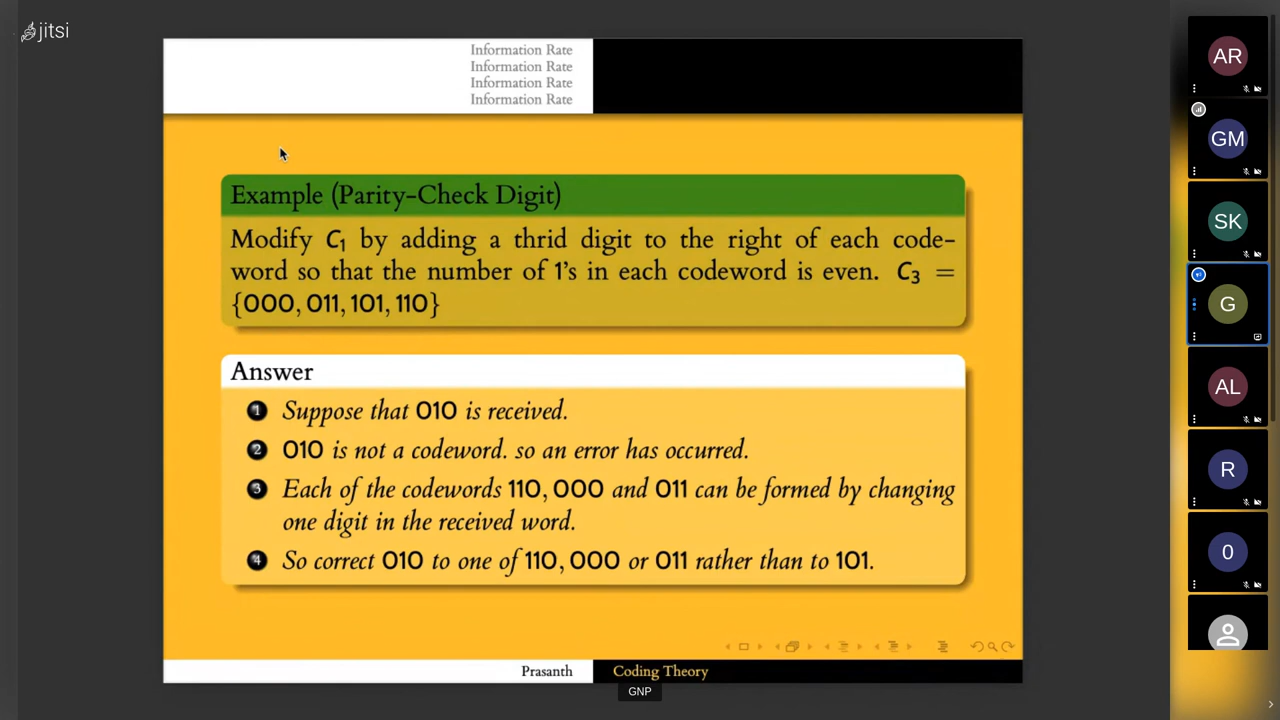 jitsi
Information Rate
Information Rate
Information Rate
Information Rate
Example (Parity-Check Digit)
Modify C₁ by adding a thrid digit to the right of each code-
word so that the number of 1's in each codeword is even. C₃ =
{000, 011, 101, 110}
Answer
1 Suppose that 010 is received.
2 010 is not a codeword. so an error has occurred.
3 Each of the codewords 110, 000 and 011 can be formed by changing
one digit in the received word.
4 So correct 010 to one of 110, 000 or 011 rather than to 101.
Prasanth
Coding Theory
GNP
AR
GM
SK
G
AL
R
0